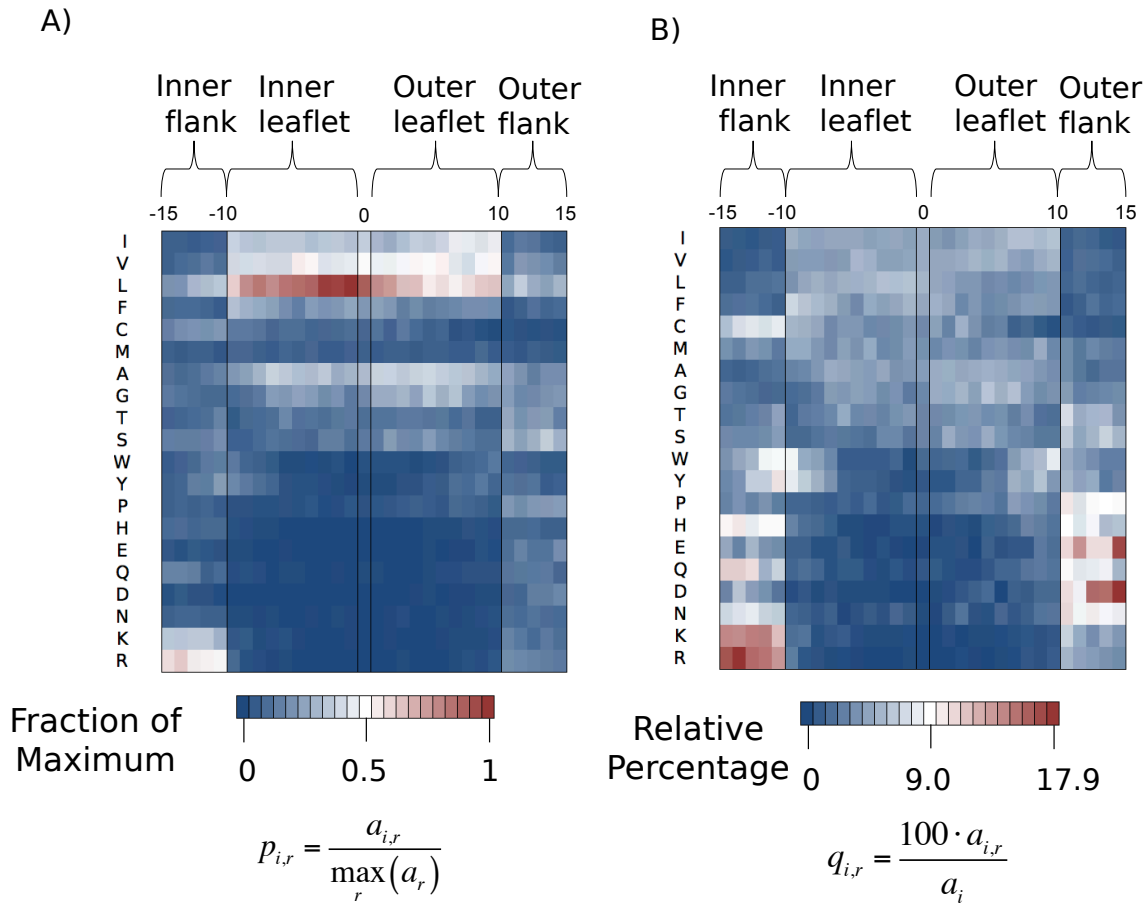 A)
Inner flank
Inner leaflet
Outer leaflet
Outer flank
-15 -10 0 10 15
I
V
L
F
C
M
A
G
T
S
W
Y
P
H
E
Q
D
N
K
R
Fraction of
Maximum
0 0.5 1
p_{i,r} = \frac{a_{i,r}}{\max_r(a_r)}
B)
Inner flank
Inner leaflet
Outer leaflet
Outer flank
-15 -10 0 10 15
I
V
L
F
C
M
A
G
T
S
W
Y
P
H
E
Q
D
N
K
R
Relative
Percentage
0 9.0 17.9
q_{i,r} = \frac{100 · a_{i,r}}{a_i}